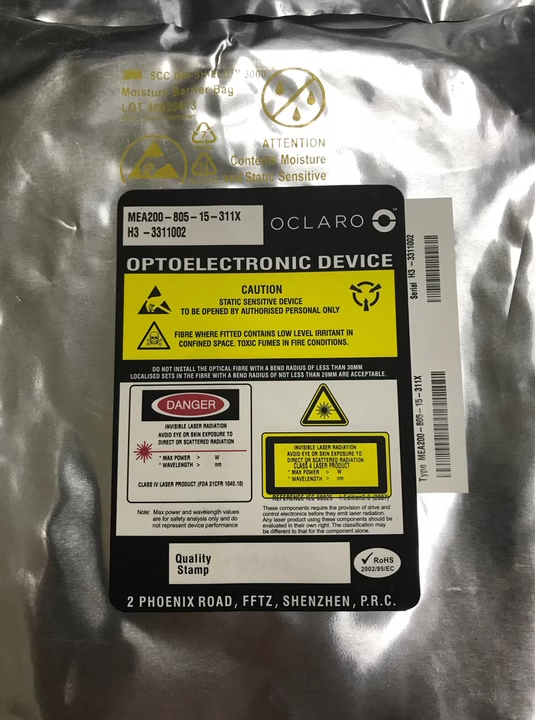 SCC DRI-SHIELD™ 3000
Moisture Barrier Bag
LOT
ATTENTION
Contents Moisture
and Static Sensitive
MEA200-805-15-311X
H3 -3311002
OCLARO
OPTOELECTRONIC DEVICE
CAUTION
STATIC SENSITIVE DEVICE
TO BE OPENED BY AUTHORISED PERSONAL ONLY
FIBRE WHERE FITTED CONTAINS LOW LEVEL IRRITANT IN
CONFINED SPACE. TOXIC FUMES IN FIRE CONDITIONS.
DO NOT INSTALL THE OPTICAL FIBRE WITH A BEND RADIUS OF LESS THAN 30MM
LOCALISED SETS IN THE FIBRE WITH A BEND RADIUS OF NOT LESS THAN 20MM ARE ACCEPTABLE.
DANGER
INVISIBLE LASER RADIATION
AVOID EYE OR SKIN EXPOSURE TO
DIRECT OR SCATTERED RADIATION
* MAX POWER > W
* WAVELENGTH > nm
CLASS IV LASER PRODUCT (FDA 21CFR 1040.10)
Note: Max power and wavelength values
are for safety analysis only and do
not represent device performance
INVISIBLE LASER RADIATION
AVOID EYE OR SKIN EXPOSURE TO
DIRECT OR SCATTERED RADIATION
CLASS 4 LASER PRODUCT
* MAX POWER > W
* WAVELENGTH > nm
These components require the provision of drive and
control electronics before they emit laser radiation.
Any laser product using these components should be
evaluated in their own right. The classification may
be different to that for the component alone.
Quality
Stamp
RoHS
2002/95/EC
2 PHOENIX ROAD, FFTZ, SHENZHEN, P.R.C.
Serial H3 -3311002
Type MEA200-805-15-311X